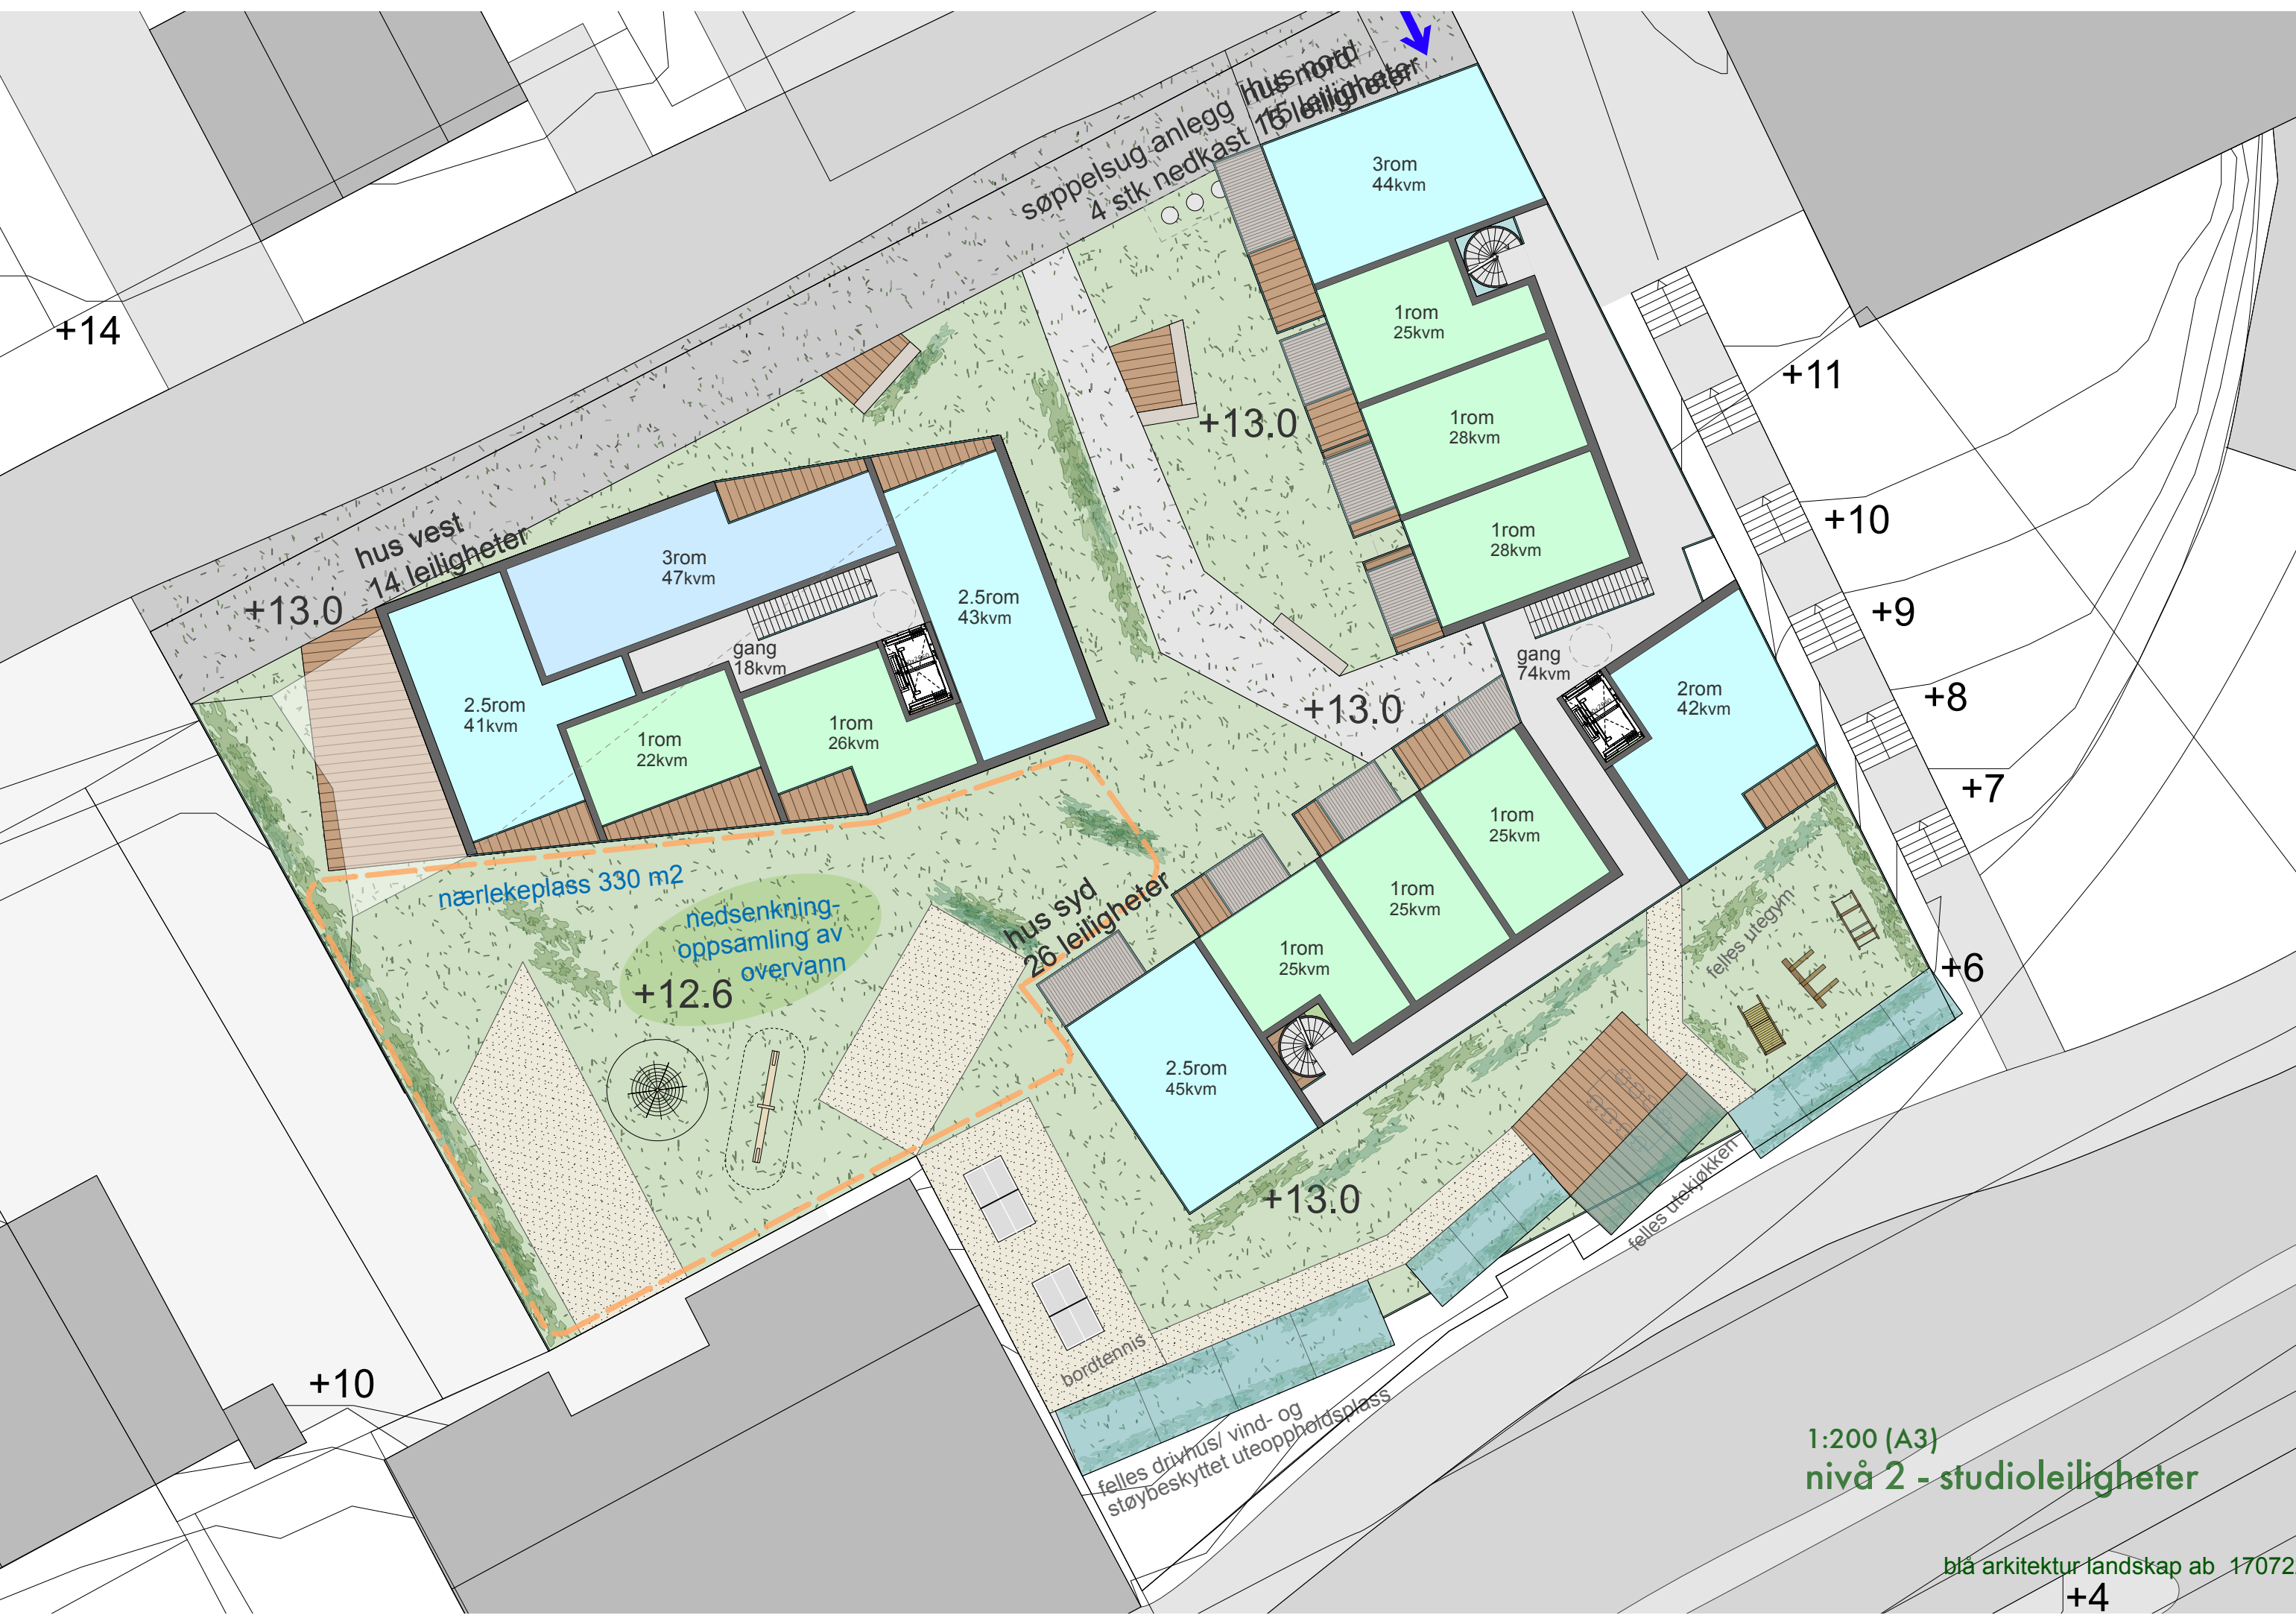 søppelsug anlegg
4 stk nedkast
hus nord
15 leiligheter
3rom
44kvm
1rom
25kvm
1rom
28kvm
1rom
28kvm
+14
+13.0
+11
+10
+9
+8
+7
+6
hus vest
14 leiligheter
+13.0
3rom
47kvm
2.5rom
43kvm
gang
18kvm
2.5rom
41kvm
1rom
22kvm
1rom
26kvm
gang
74kvm
2rom
42kvm
+13.0
1rom
25kvm
1rom
25kvm
1rom
25kvm
2.5rom
45kvm
hus syd
26 leiligheter
nærlekeplass 330 m2
nedsenkning-
oppsamling av
overvann
+12.6
felles utegym
felles utekjøkken
+13.0
bordtennis
felles drivhus/ vind- og
støybeskyttet uteoppholdsplass
+10
1:200 (A3)
nivå 2 - studioleiligheter
blå arkitektur landskap ab 17072
+4